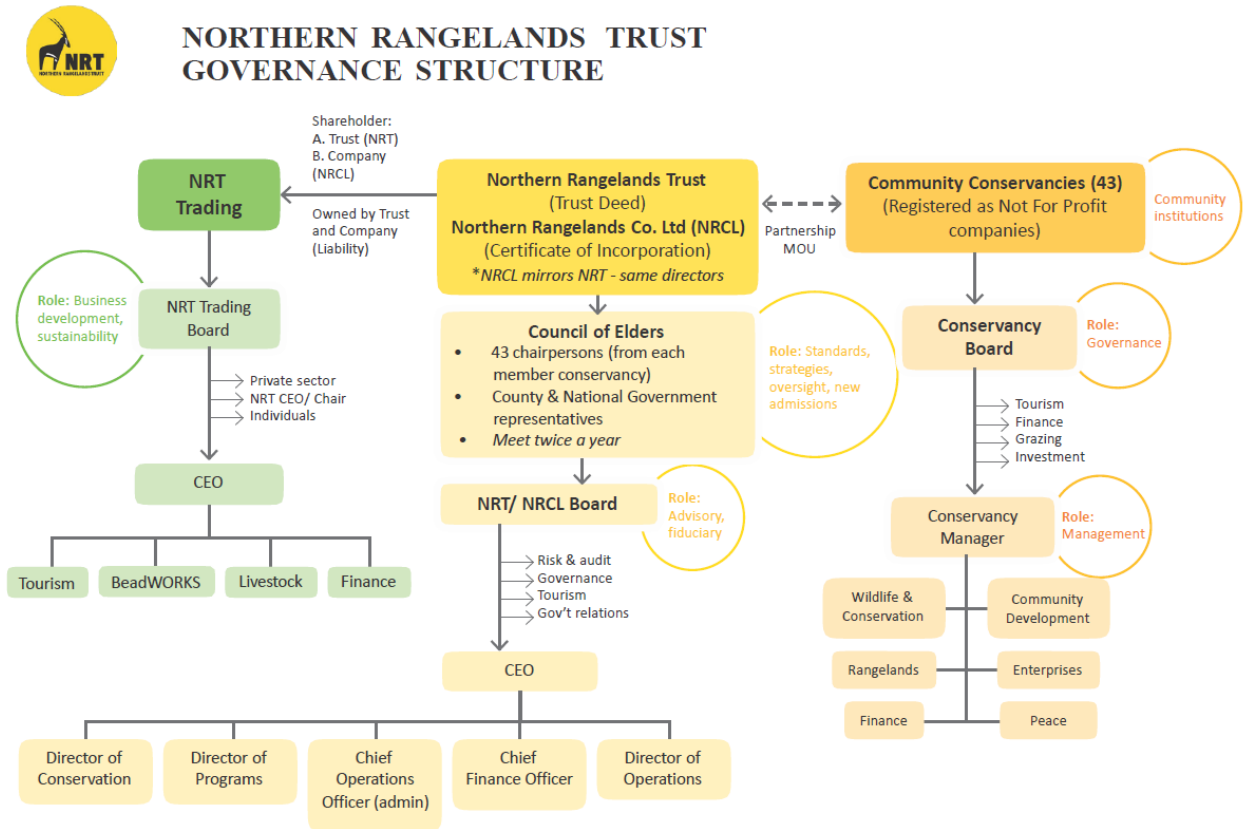 NRT
NORTHERN RANGELANDS TRUST
NORTHERN RANGELANDS TRUST
GOVERNANCE STRUCTURE
Shareholder:
A. Trust (NRT)
B. Company
(NRCL)
Owned by Trust
and Company
(Liability)
NRT
Trading
Role: Business
development,
sustainability
NRT Trading
Board
Private sector
NRT CEO/ Chair
Individuals
CEO
Tourism
BeadWORKS
Livestock
Finance
Northern Rangelands Trust
(Trust Deed)
Northern Rangelands Co. Ltd (NRCL)
(Certificate of Incorporation)
*NRCL mirrors NRT - same directors
Partnership
MOU
Council of Elders
• 43 chairpersons (from each
member conservancy)
• County & National Government
representatives
• Meet twice a year
Role: Standards,
strategies,
oversight, new
admissions
NRT/ NRCL Board
Role:
Advisory,
fiduciary
Risk & audit
Governance
Tourism
Gov't relations
CEO
Director of
Conservation
Director of
Programs
Chief
Operations
Officer (admin)
Chief
Finance Officer
Director of
Operations
Community Conservancies (43)
(Registered as Not For Profit
companies)
Community
institutions
Conservancy
Board
Role:
Governance
Tourism
Finance
Grazing
Investment
Conservancy
Manager
Role:
Management
Wildlife &
Conservation
Community
Development
Rangelands
Enterprises
Finance
Peace